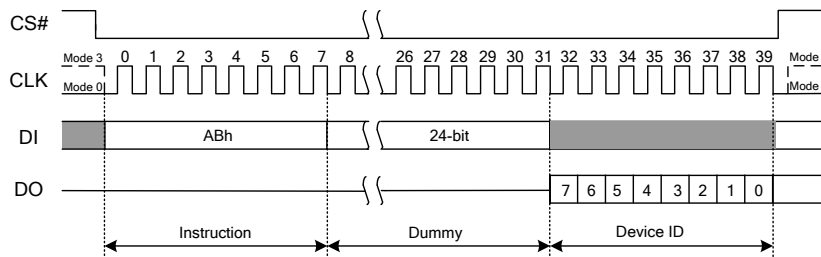 CS#
Mode 3 0 1 2 3 4 5 6 7 8 26 27 28 29 30 31 32 33 34 35 36 37 38 39 Mode
CLK
Mode 0 Mode
DI ABh 24-bit
DO 7 6 5 4 3 2 1 0
Instruction Dummy Device ID